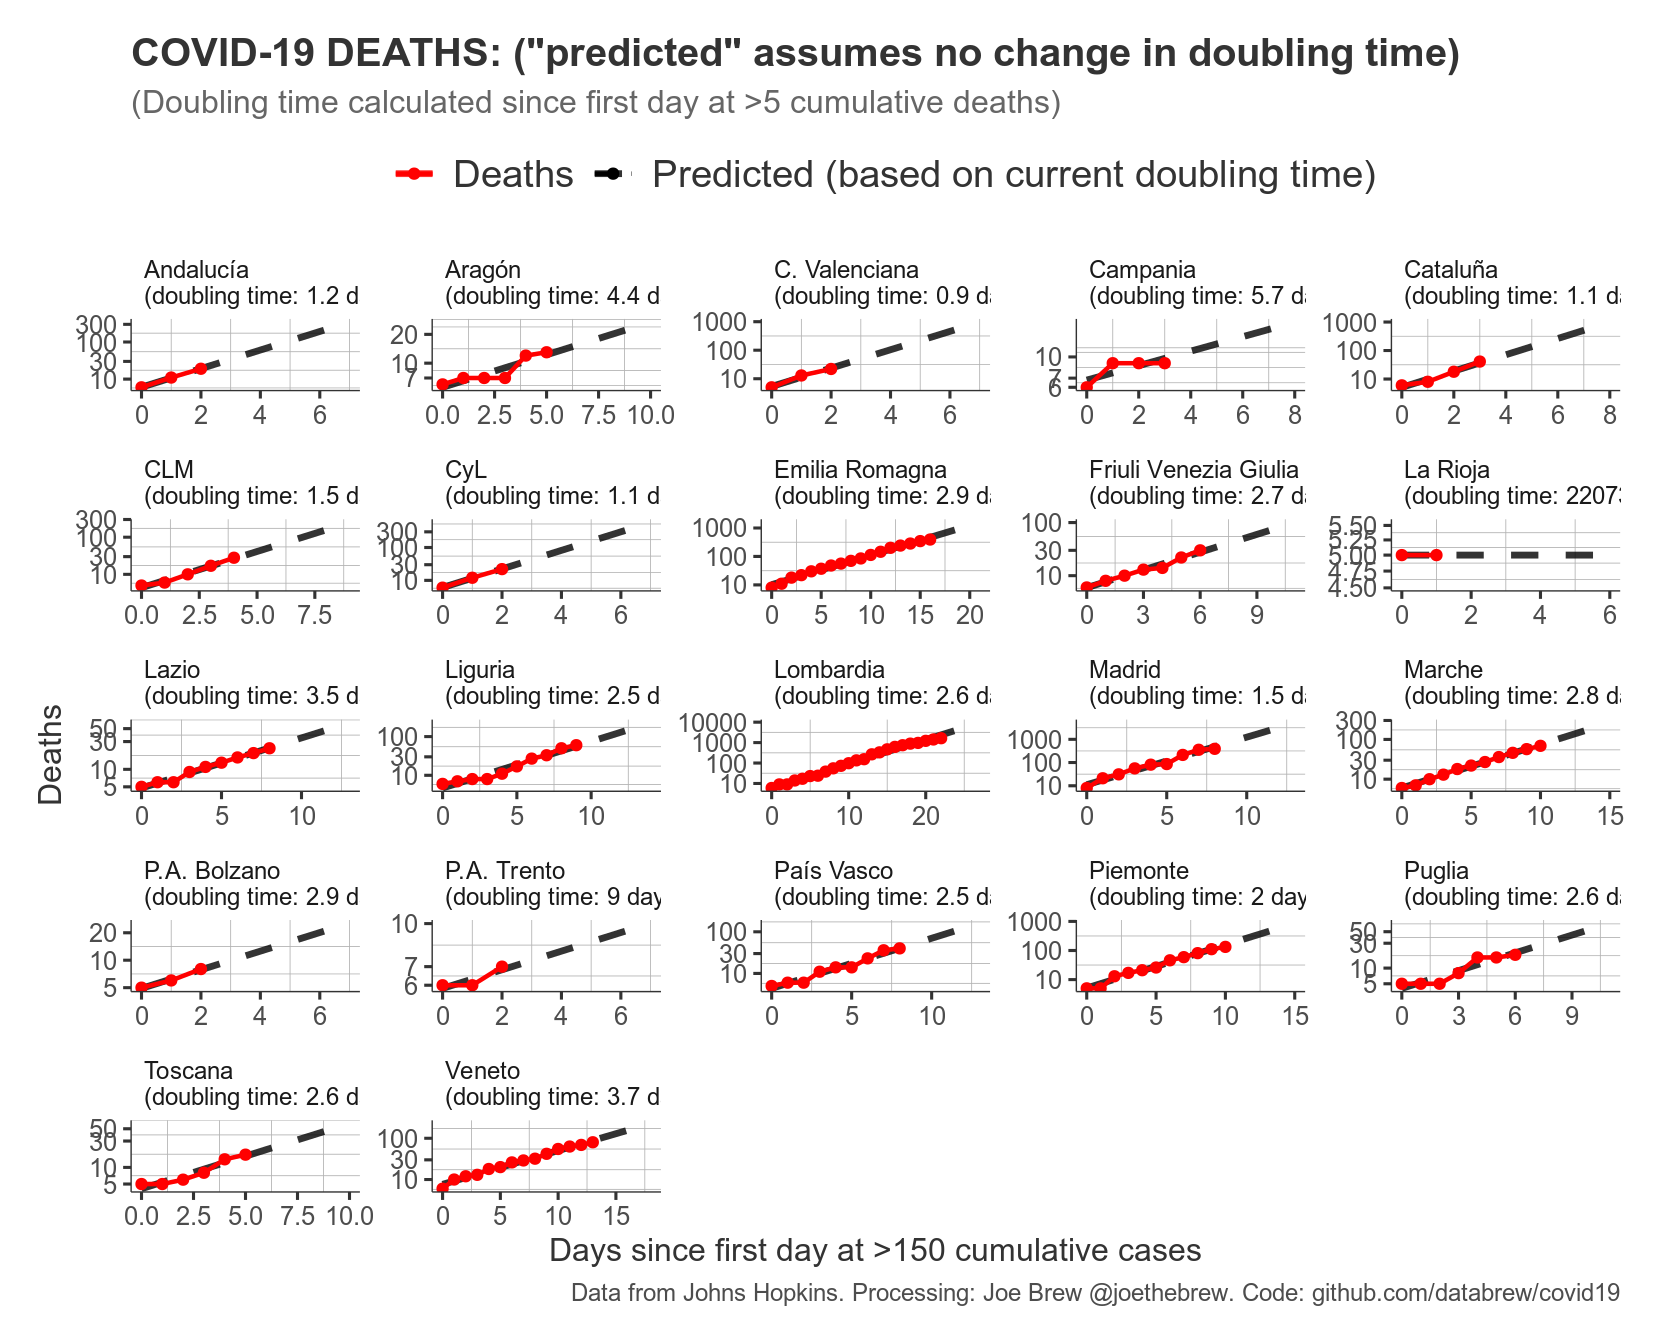 COVID-19 DEATHS: ("predicted" assumes no change in doubling time)
(Doubling time calculated since first day at >5 cumulative deaths)
Deaths Predicted (based on current doubling time)
Andalucía
(doubling time: 1.2 d
300
100
30
10
0 2 4 6
Aragón
(doubling time: 4.4 d
20
10
7
0.0 2.5 5.0 7.5 10.0
C. Valenciana
(doubling time: 0.9 da
1000
100
10
0 2 4 6
Campania
(doubling time: 5.7 da
10
7
6
0 2 4 6 8
Cataluña
(doubling time: 1.1 da
1000
100
10
0 2 4 6 8
CLM
(doubling time: 1.5 d
300
100
30
10
0.0 2.5 5.0 7.5
CyL
(doubling time: 1.1 d
300
100
30
10
0 2 4 6
Emilia Romagna
(doubling time: 2.9 da
1000
100
10
0 5 10 15 20
Friuli Venezia Giulia
(doubling time: 2.7 da
100
30
10
0 3 6 9
La Rioja
(doubling time: 22073
5.50
5.25
5.00
4.75
4.50
0 2 4 6
Deaths
Lazio
(doubling time: 3.5 d
50
30
10
5
0 5 10
Liguria
(doubling time: 2.5 d
100
30
10
0 5 10
Lombardia
(doubling time: 2.6 da
10000
1000
100
10
0 10 20
Madrid
(doubling time: 1.5 da
1000
100
10
0 5 10
Marche
(doubling time: 2.8 da
300
100
30
10
0 5 10 15
P.A. Bolzano
(doubling time: 2.9 d
20
10
5
0 2 4 6
P.A. Trento
(doubling time: 9 day
10
7
6
0 2 4 6
País Vasco
(doubling time: 2.5 da
100
30
10
0 5 10
Piemonte
(doubling time: 2 day
1000
100
10
0 5 10 15
Puglia
(doubling time: 2.6 da
50
30
10
5
0 3 6 9
Toscana
(doubling time: 2.6 d
50
30
10
5
0.0 2.5 5.0 7.5 10.0
Veneto
(doubling time: 3.7 d
100
30
10
0 5 10 15
Days since first day at >150 cumulative cases
Data from Johns Hopkins. Processing: Joe Brew @joethebrew. Code: github.com/databrew/covid19